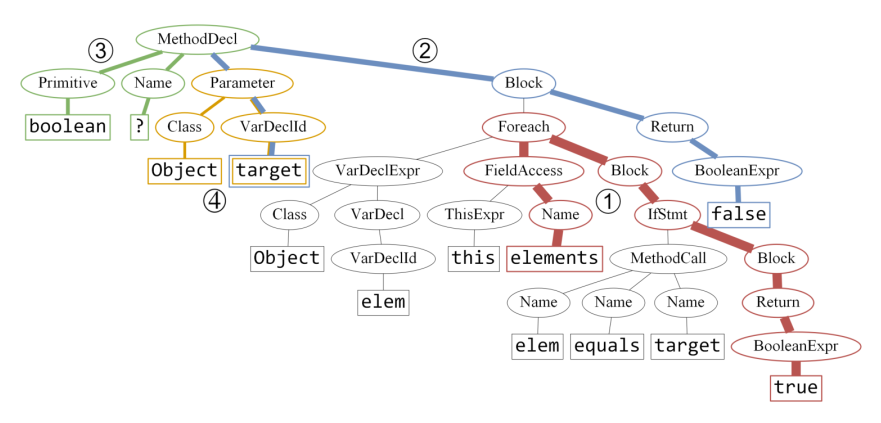 ③ MethodDecl ②
Primitive Name Parameter Block
boolean ? Class VarDeclId Foreach Return
Object target VarDeclExpr FieldAccess Block BooleanExpr
④ ① false
Class VarDecl ThisExpr Name IfStmt
Object VarDeclId this elements MethodCall Block
elem Name Name Name Return
elem equals target BooleanExpr
true